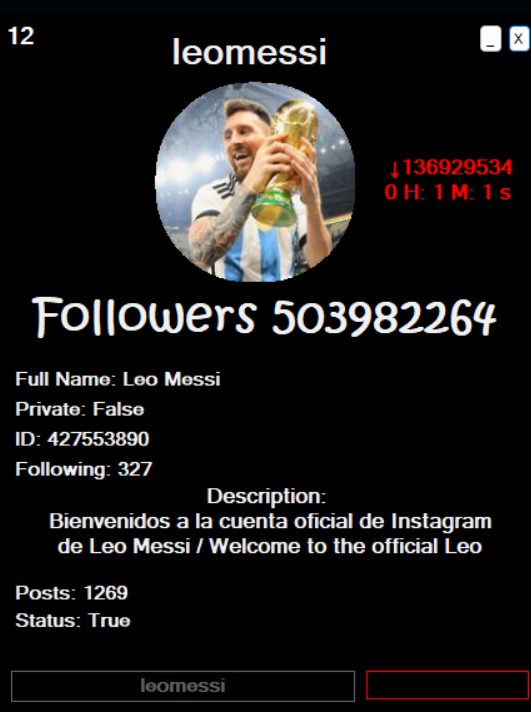 12
leomessi
_ X
↓136929534
0 H: 1 M: 1 s
Followers 503982264
Full Name: Leo Messi
Private: False
ID: 427553890
Following: 327
Description:
Bienvenidos a la cuenta oficial de Instagram
de Leo Messi / Welcome to the official Leo
Posts: 1269
Status: True
leomessi